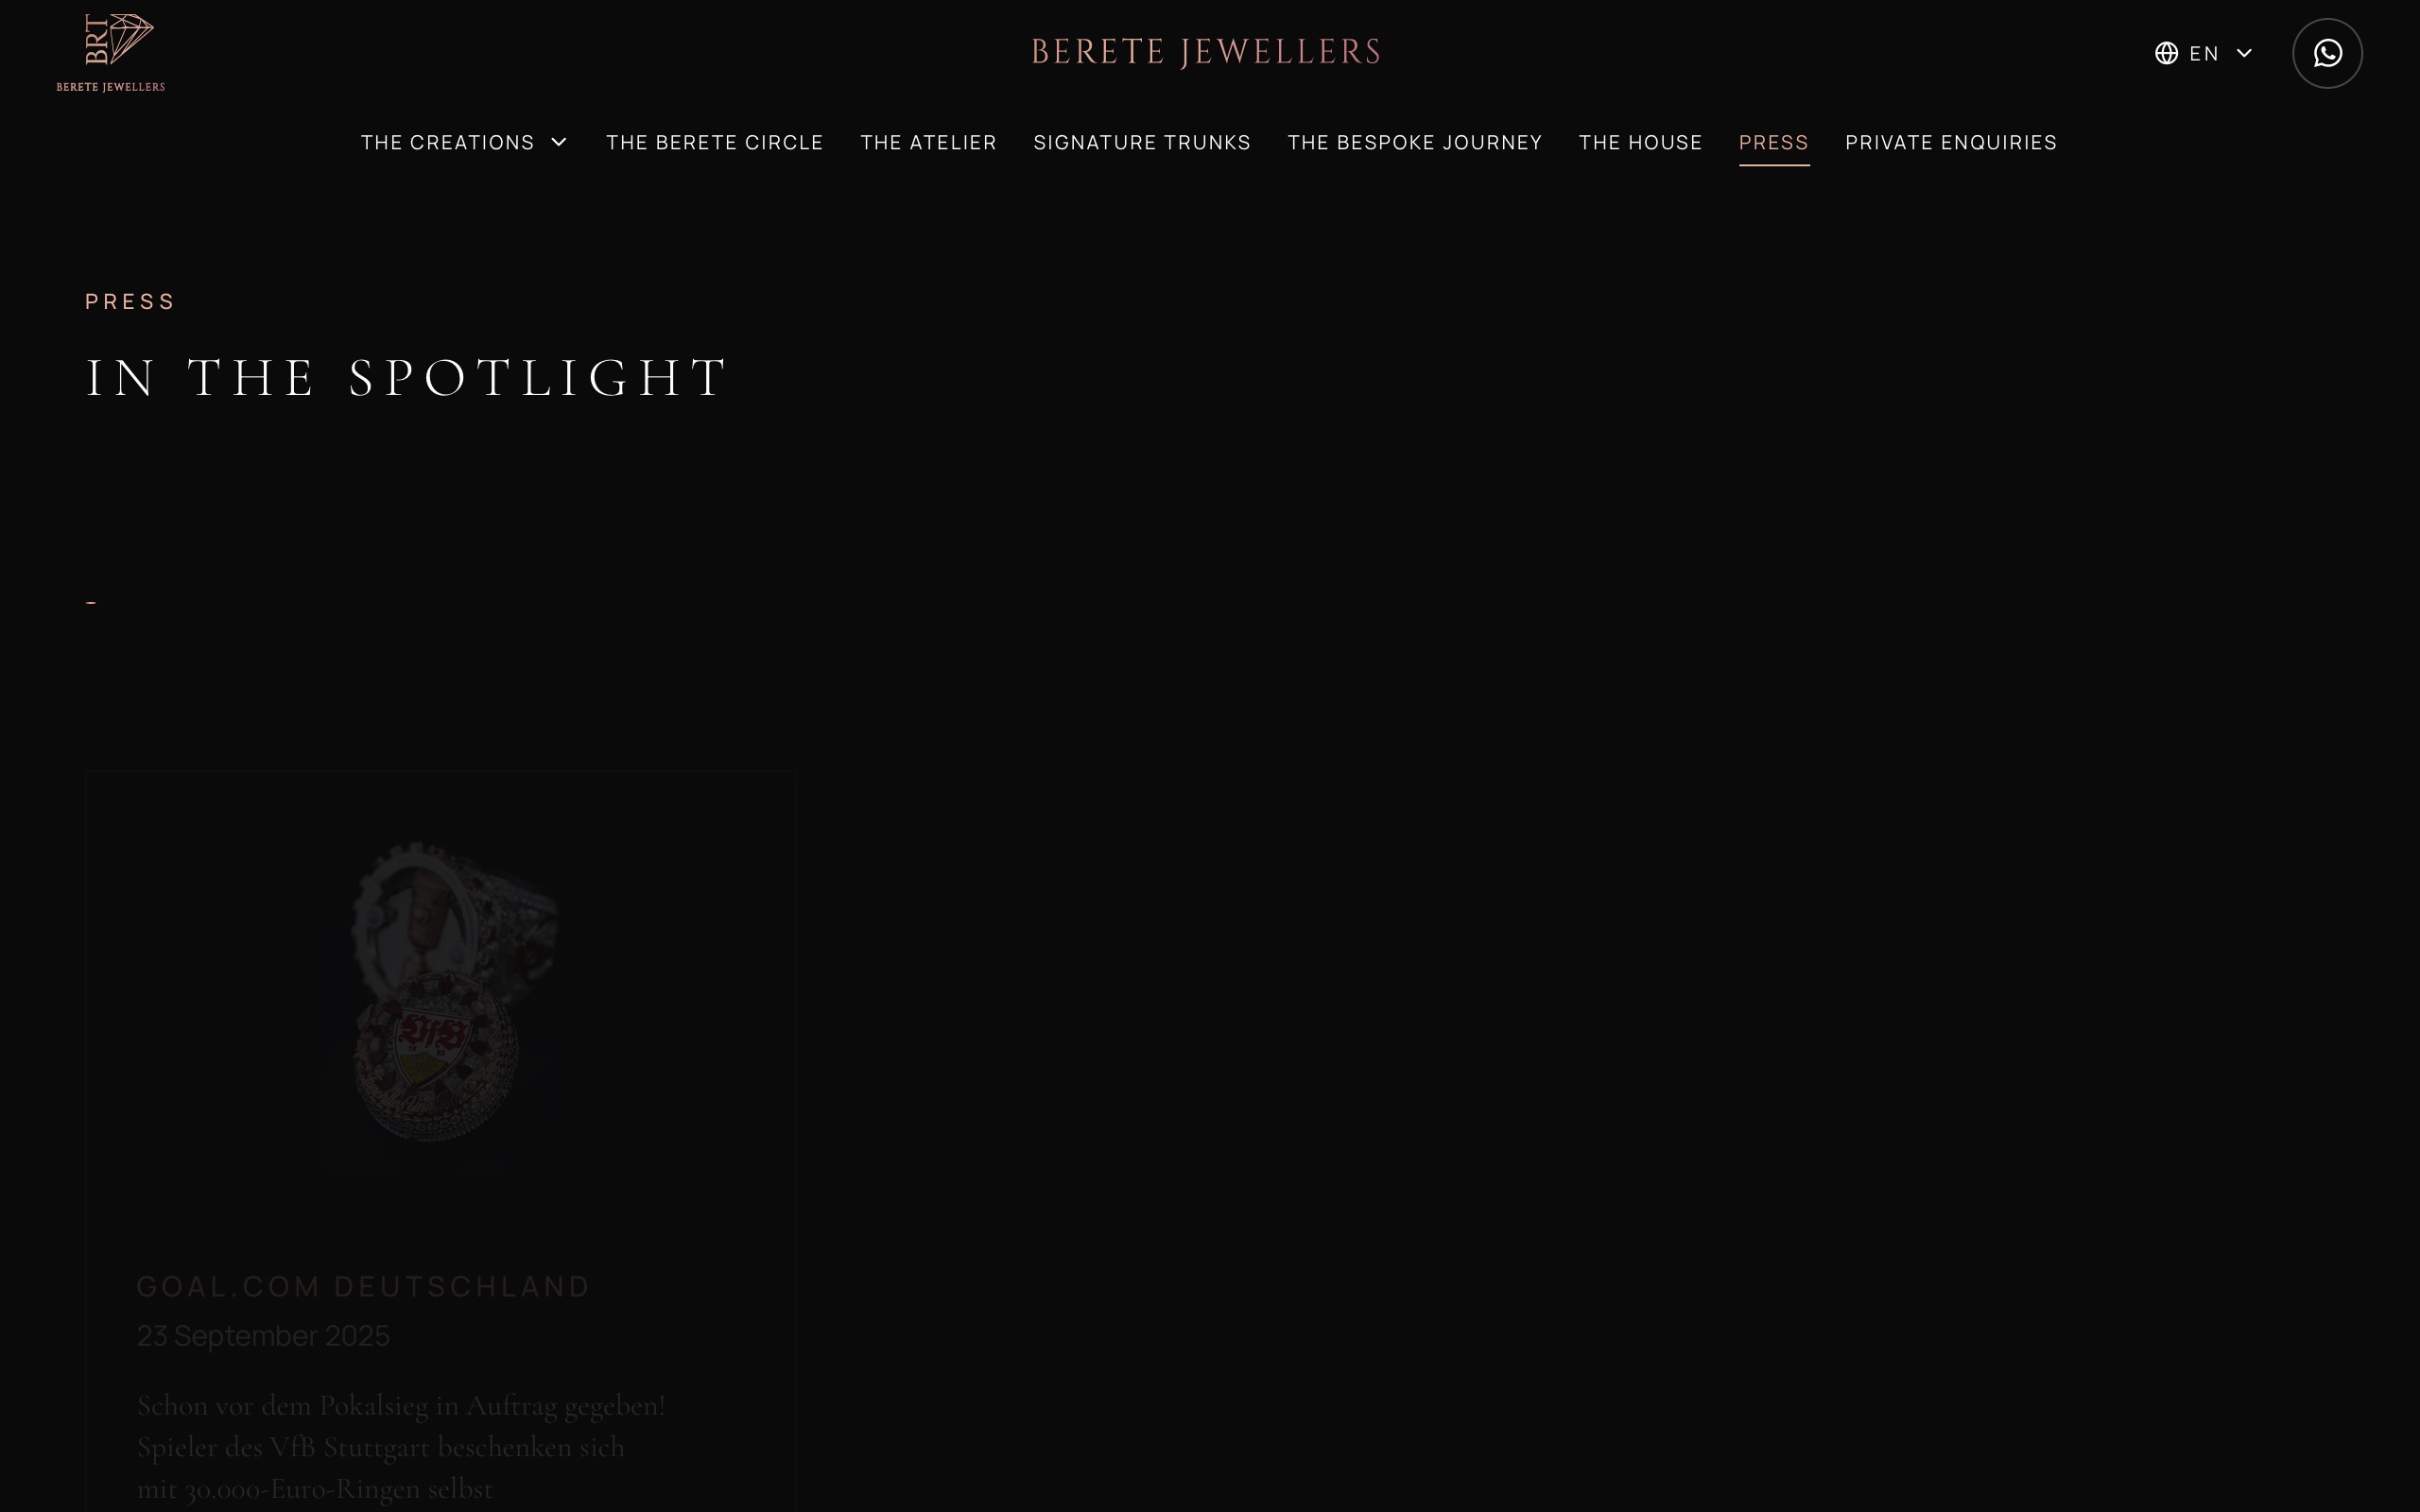 BRT
BERETE JEWELLERS
BERETE JEWELLERS
EN
THE CREATIONS
THE BERETE CIRCLE
THE ATELIER
SIGNATURE TRUNKS
THE BESPOKE JOURNEY
THE HOUSE
PRESS
PRIVATE ENQUIRIES
PRESS
IN THE SPOTLIGHT
VfB
GOAL.COM DEUTSCHLAND
23 September 2025
Schon vor dem Pokalsieg in Auftrag gegeben!
Spieler des VfB Stuttgart beschenken sich
mit 30.000-Euro-Ringen selbst